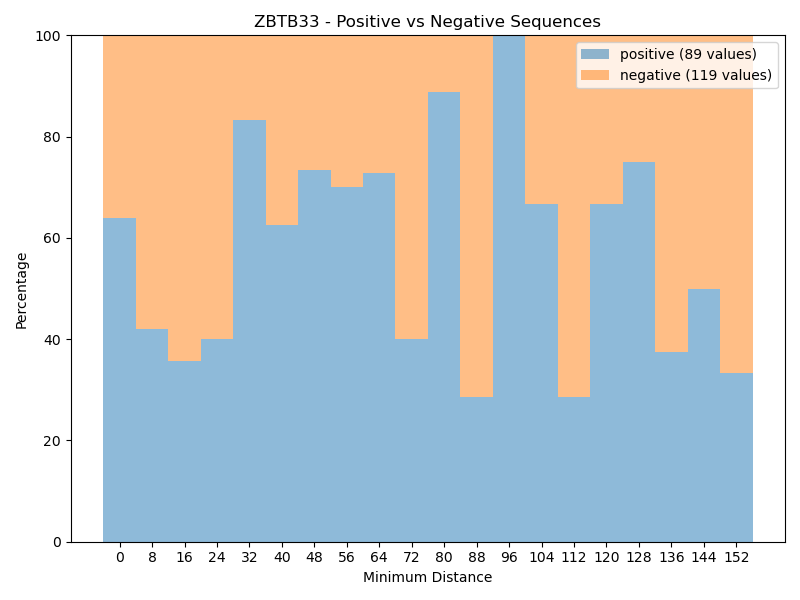 ZBTB33 - Positive vs Negative Sequences
positive (89 values)
negative (119 values)
Percentage
100
80
60
40
20
0
0 8 16 24 32 40 48 56 64 72 80 88 96 104 112 120 128 136 144 152
Minimum Distance